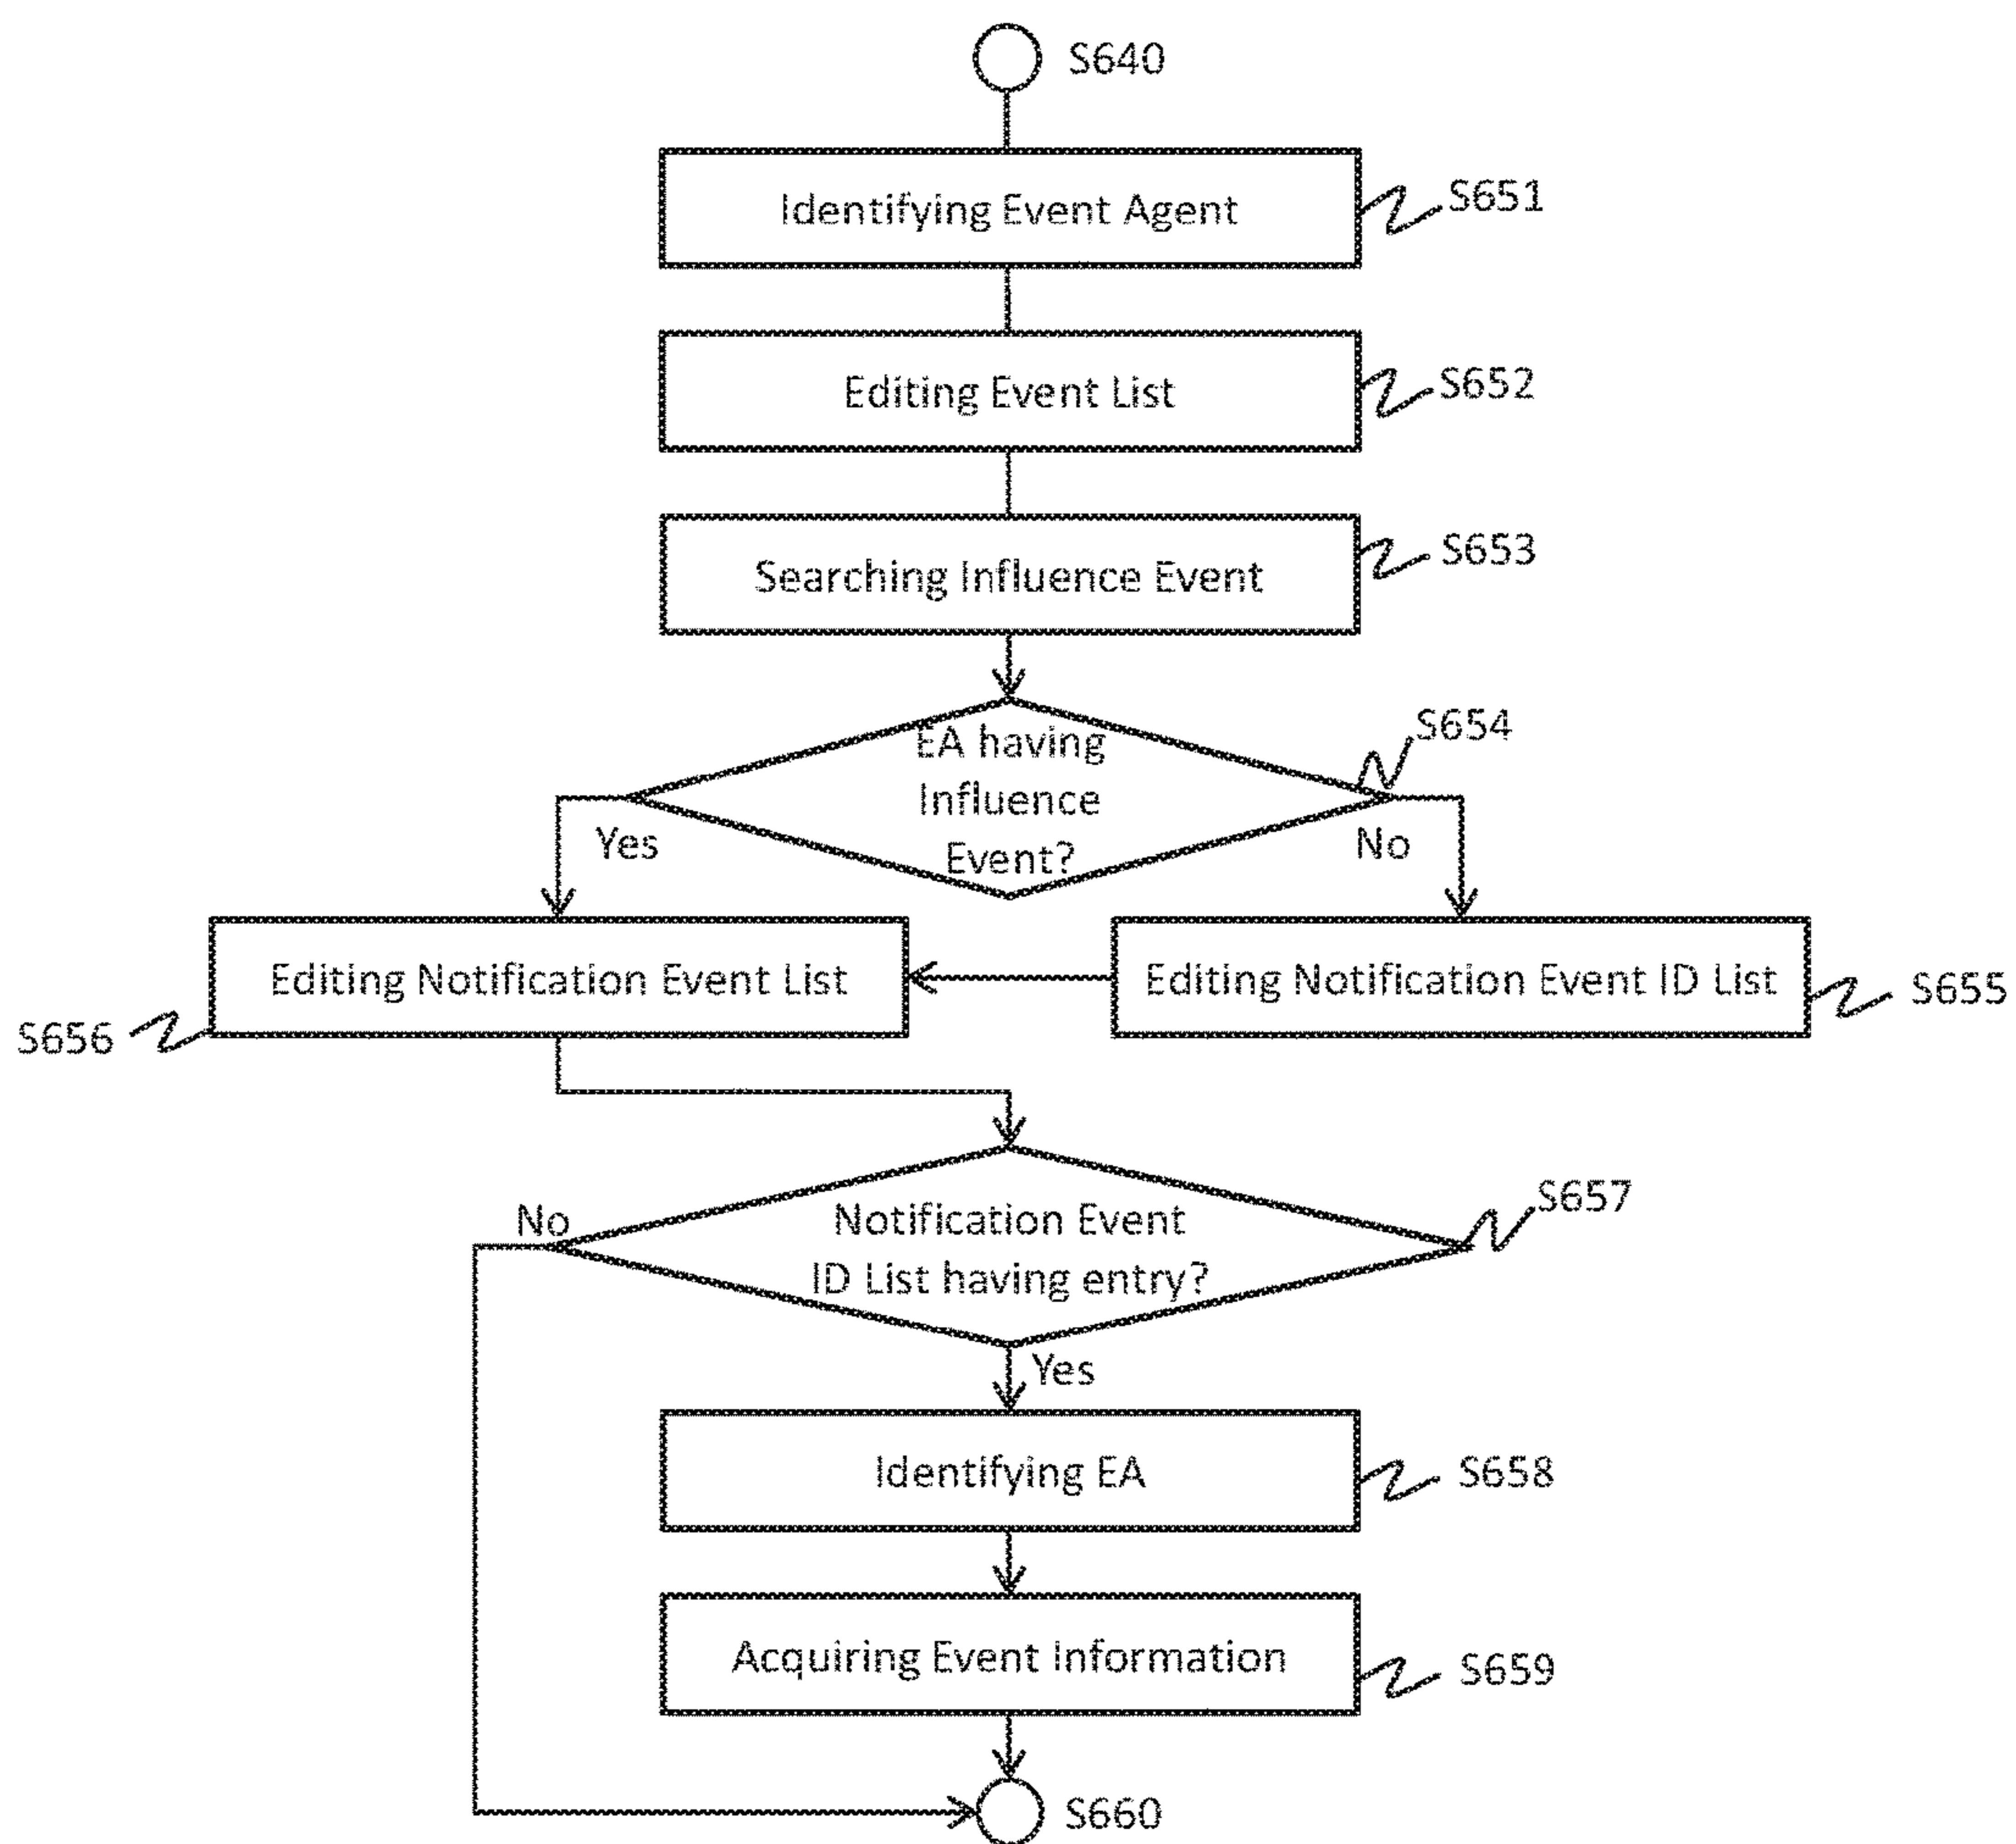 S640
Identifying Event Agent
S651
Editing Event List
S652
Searching Influence Event
S653
EA having
Influence
Event?
S654
Yes
No
Editing Notification Event List
Editing Notification Event ID List
S655
S656
No
Notification Event
ID List having entry?
S657
Yes
Identifying EA
S658
Acquiring Event Information
S659
S660